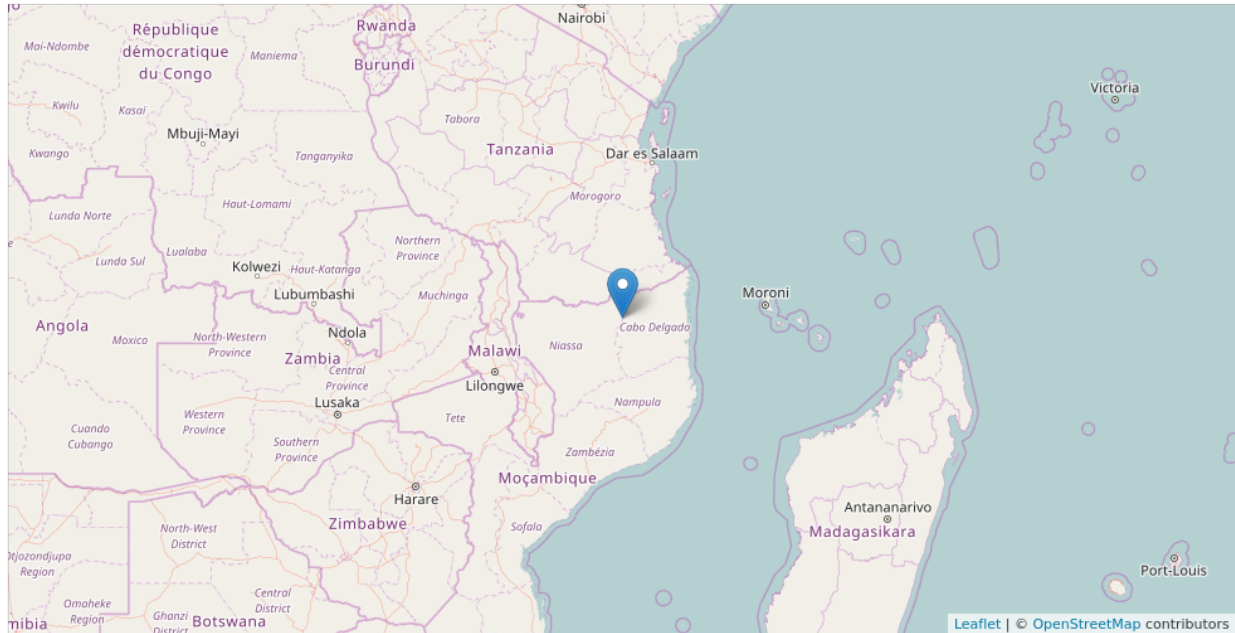 Nairobi
Rwanda
République
démocratique
du Congo
Mai-Ndombe
Maniema
Burundi
Victoria
Kwilu
Kasaï
Tabora
Mbuji-Mayi
Tanzania
Dar es Salaam
Kwango
Tanganyika
Morogoro
Haut-Lomami
Lunda Norte
Northern
Province
Lualaba
Lunda Sul
Kolwezi
Haut-Katanga
Lubumbashi
Muchinga
Moroni
Angola
Moxico
North-Western
Province
Ndola
Zambia
Cabo Delgado
Niassa
Malawi
Central
Province
Lilongwe
Lusaka
Western
Province
Tete
Nampula
Cuando
Cubango
Southern
Province
Zambézia
Moçambique
Harare
Antananarivo
Zimbabwe
Sofala
Madagasikara
North-West
District
Otjozondjupa
Region
Port-Louis
Omaheke
Region
Central
District
Ghanzi
District
Botswana
Leaflet | © OpenStreetMap contributors